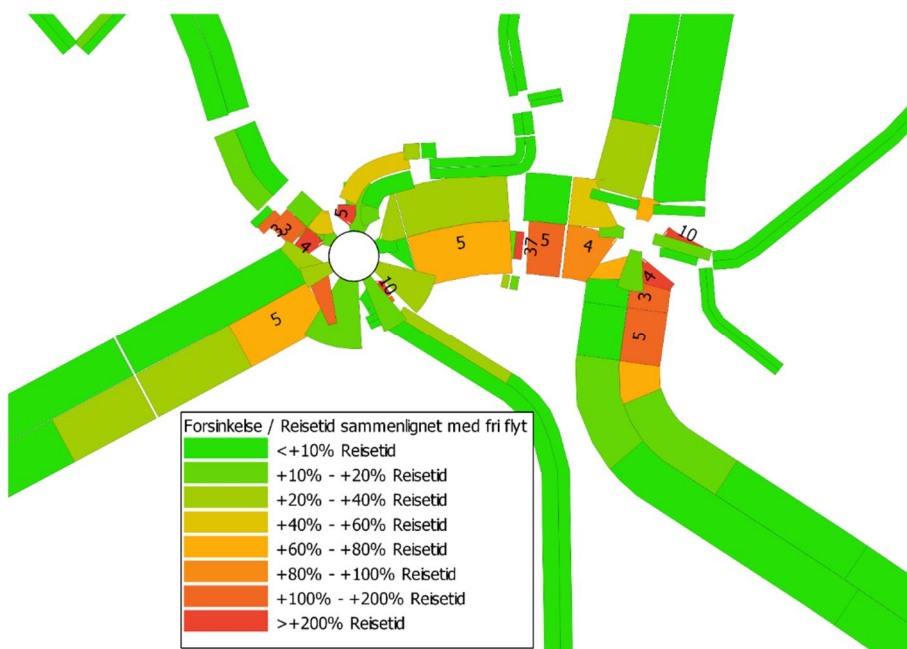 5
3
3
4
10
5
37
5
4
10
4
3
5
5
Forsinkelse / Reisetid sammenlignet med fri flyt
<+10% Reisetid
+10% - +20% Reisetid
+20% - +40% Reisetid
+40% - +60% Reisetid
+60% - +80% Reisetid
+80% - +100% Reisetid
+100% - +200% Reisetid
>+200% Reisetid